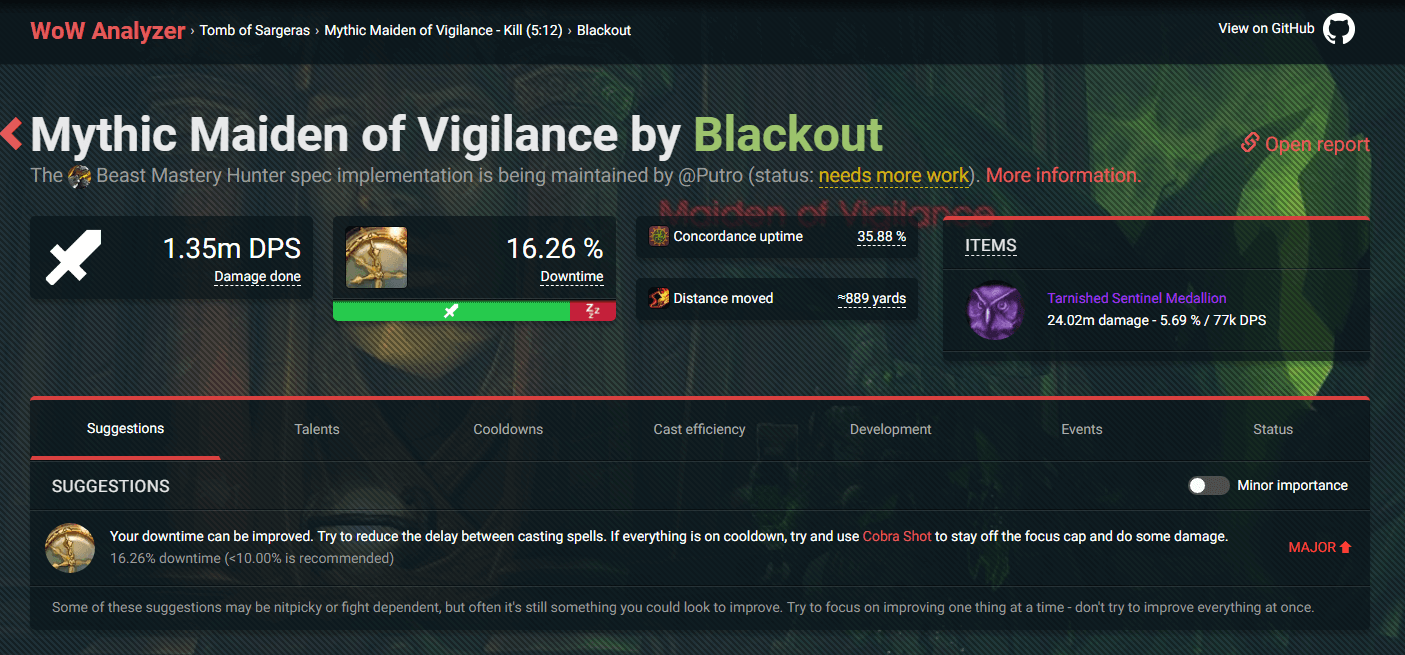 WoW Analyzer › Tomb of Sargeras › Mythic Maiden of Vigilance - Kill (5:12) › Blackout
View on GitHub
Mythic Maiden of Vigilance by Blackout
Open report
The Beast Mastery Hunter spec implementation is being maintained by @Putro (status: needs more work). More information.
Maiden of Vigilance
1.35m DPS
Damage done
16.26 %
Downtime
Concordance uptime 35.88 %
Distance moved ≈889 yards
ITEMS
Tarnished Sentinel Medallion
24.02m damage - 5.69 % / 77k DPS
Suggestions Talents Cooldowns Cast efficiency Development Events Status
SUGGESTIONS
Minor importance
Your downtime can be improved. Try to reduce the delay between casting spells. If everything is on cooldown, try and use Cobra Shot to stay off the focus cap and do some damage.
16.26% downtime (<10.00% is recommended)
MAJOR
Some of these suggestions may be nitpicky or fight dependent, but often it's still something you could look to improve. Try to focus on improving one thing at a time - don't try to improve everything at once.